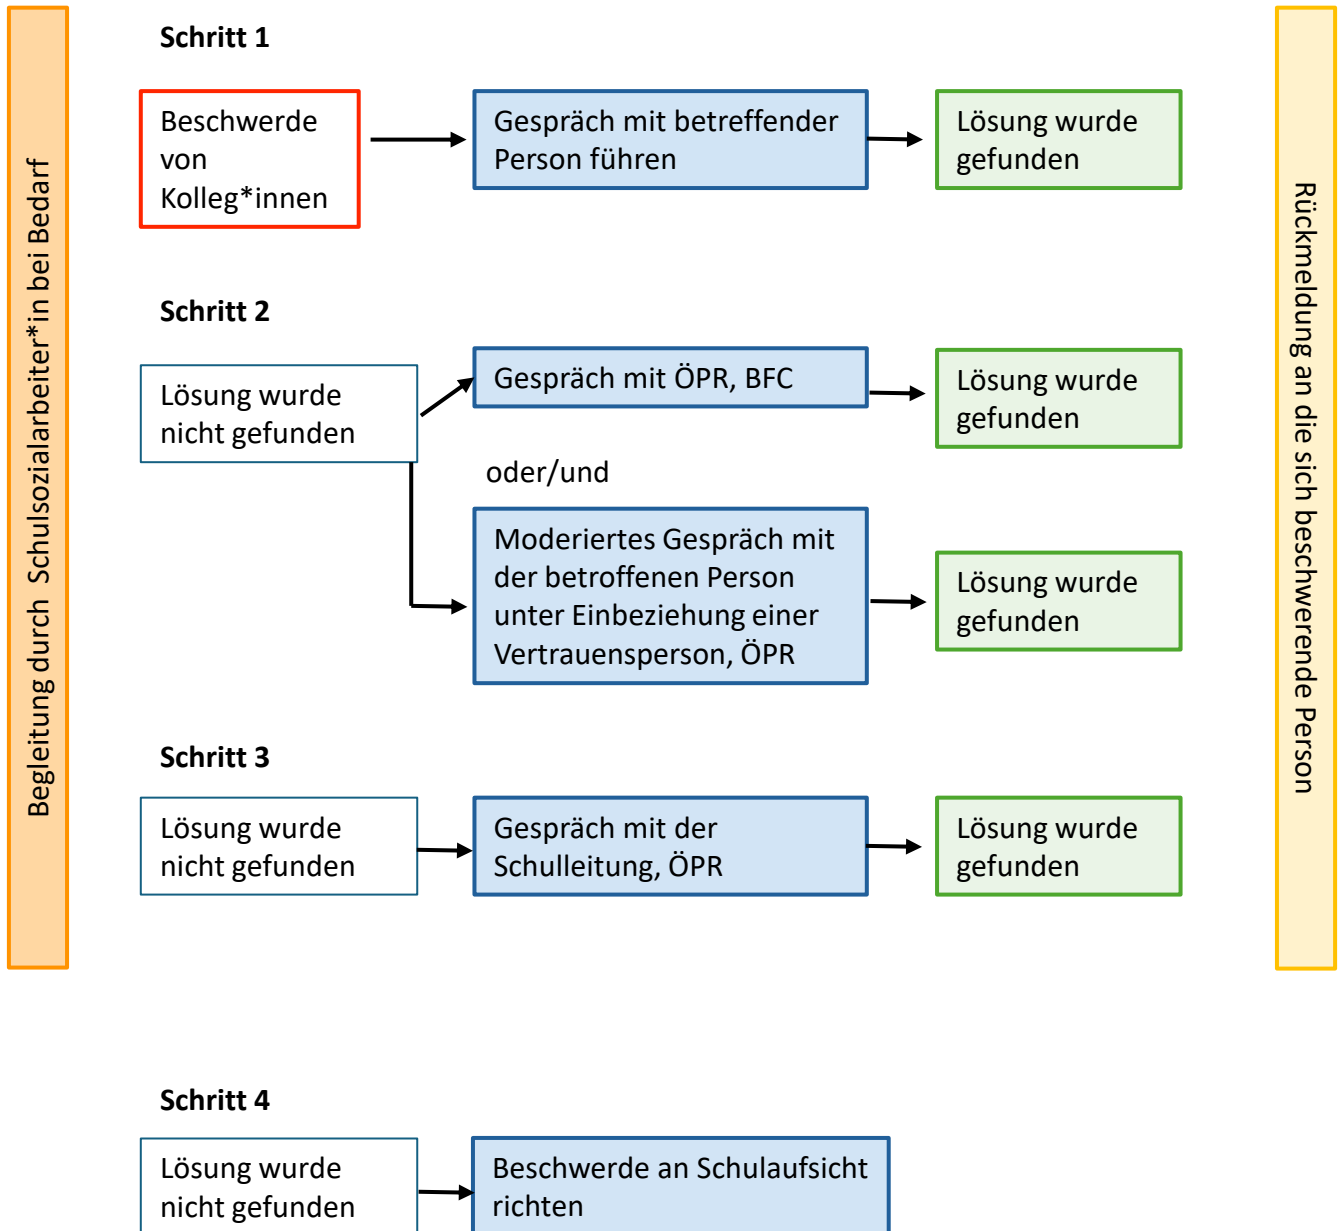 Begleitung durch Schulsozialarbeiter*in bei Bedarf
Schritt 1
Beschwerde
von
Kolleg*innen
Gespräch mit betreffender
Person führen
Lösung wurde
gefunden
Schritt 2
Lösung wurde
nicht gefunden
Gespräch mit ÖPR, BFC
Lösung wurde
gefunden
oder/und
Moderiertes Gespräch mit
der betroffenen Person
unter Einbeziehung einer
Vertrauensperson, ÖPR
Lösung wurde
gefunden
Schritt 3
Lösung wurde
nicht gefunden
Gespräch mit der
Schulleitung, ÖPR
Lösung wurde
gefunden
Rückmeldung an die sich beschwerende Person
Schritt 4
Lösung wurde
nicht gefunden
Beschwerde an Schulaufsicht
richten